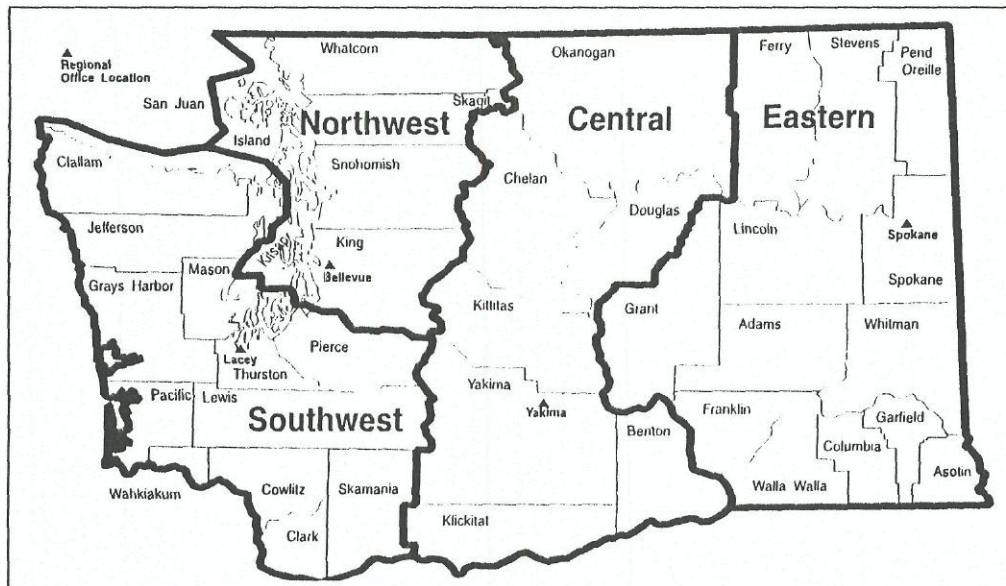 Whatcom
Okanogan
Ferry
Stevens
Pend
Oreille
Regional
Office Location
San Juan
Skagit
Northwest
Central
Eastern
Island
Clallam
Snohomish
Chelan
Jefferson
Douglas
Lincoln
Spokane
King
Kitsap
Mason
Bellevue
Grays Harbor
Spokane
Kittitas
Grant
Adams
Whitman
Pierce
Lacey
Thurston
Yakima
Yakima
Pacific
Lewis
Franklin
Garfield
Southwest
Benton
Columbia
Asotin
Walla Walla
Wahkiakum
Cowlitz
Skamania
Klickitat
Clark